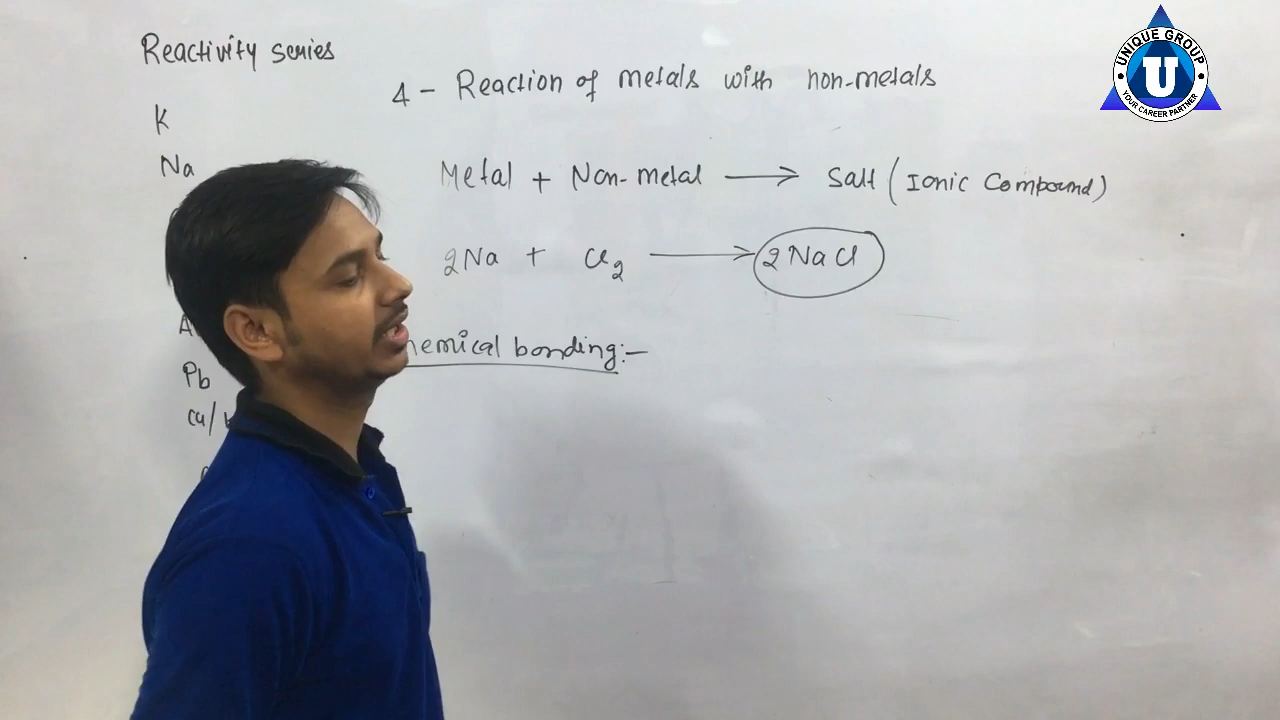 Reactivity series
K
Na
Pb
4 - Reaction of metals with non-metals
Metal + Non-metal → Salt (Ionic Compound)
2Na + Cl₂ → 2NaCl
hemical bonding:-
UNIQUE GROUP
U
YOUR CAREER PARTNER